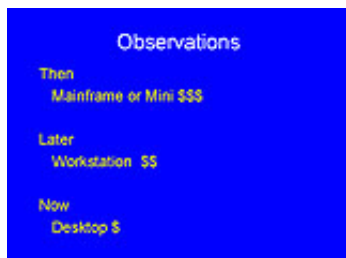 Observations
Then
Mainframe or Mini $$$
Later
Workstation $$
Now
Desktop $